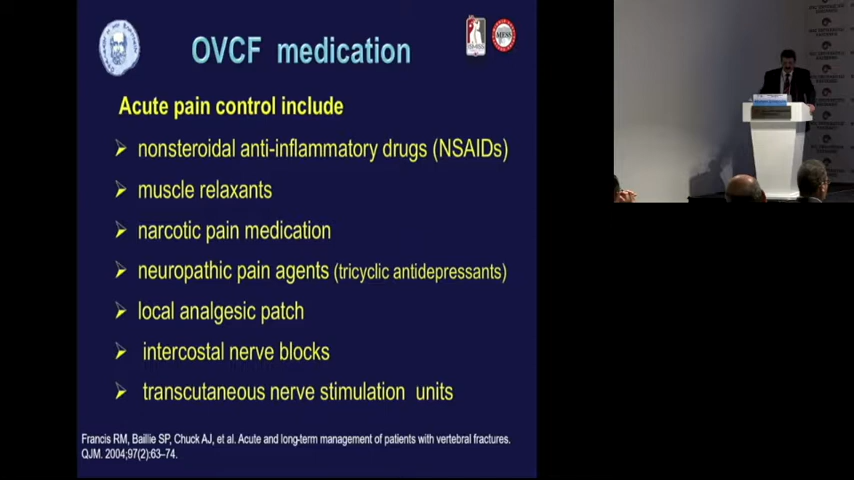 OVCF medication
Acute pain control include
nonsteroidal anti-inflammatory drugs (NSAIDs)
muscle relaxants
narcotic pain medication
neuropathic pain agents (tricyclic antidepressants)
local analgesic patch
intercostal nerve blocks
transcutaneous nerve stimulation units
Francis RM, Baillie SP, Chuck AJ, et al. Acute and long-term management of patients with vertebral fractures.
QJM. 2004;97(2):63–74.